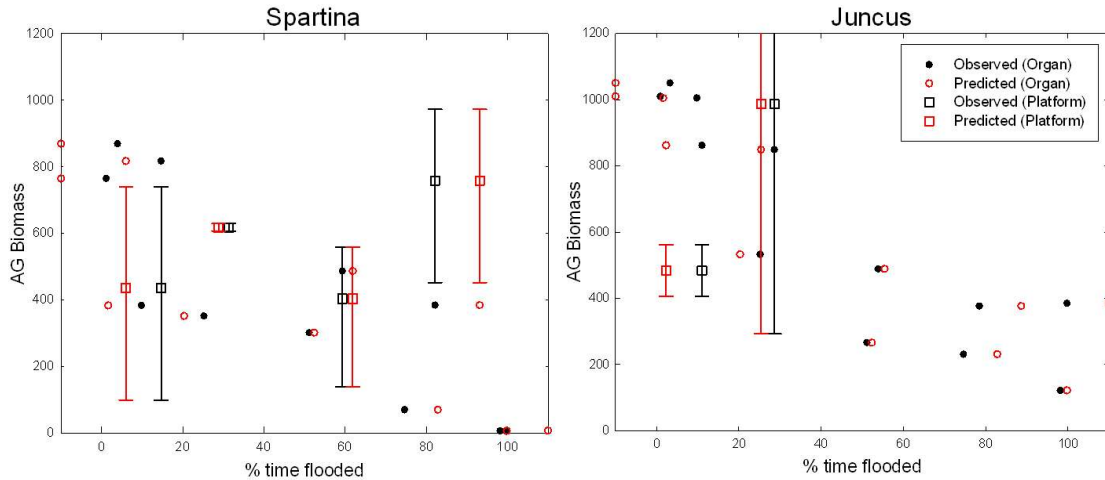 Spartina
1200
1000
800
600
400
200
0
AG Biomass
0 20 40 60 80 100
% time flooded
Juncus
1200
1000
800
600
400
200
0
AG Biomass
0 20 40 60 80 100
% time flooded
Observed (Organ)
Predicted (Organ)
Observed (Platform)
Predicted (Platform)